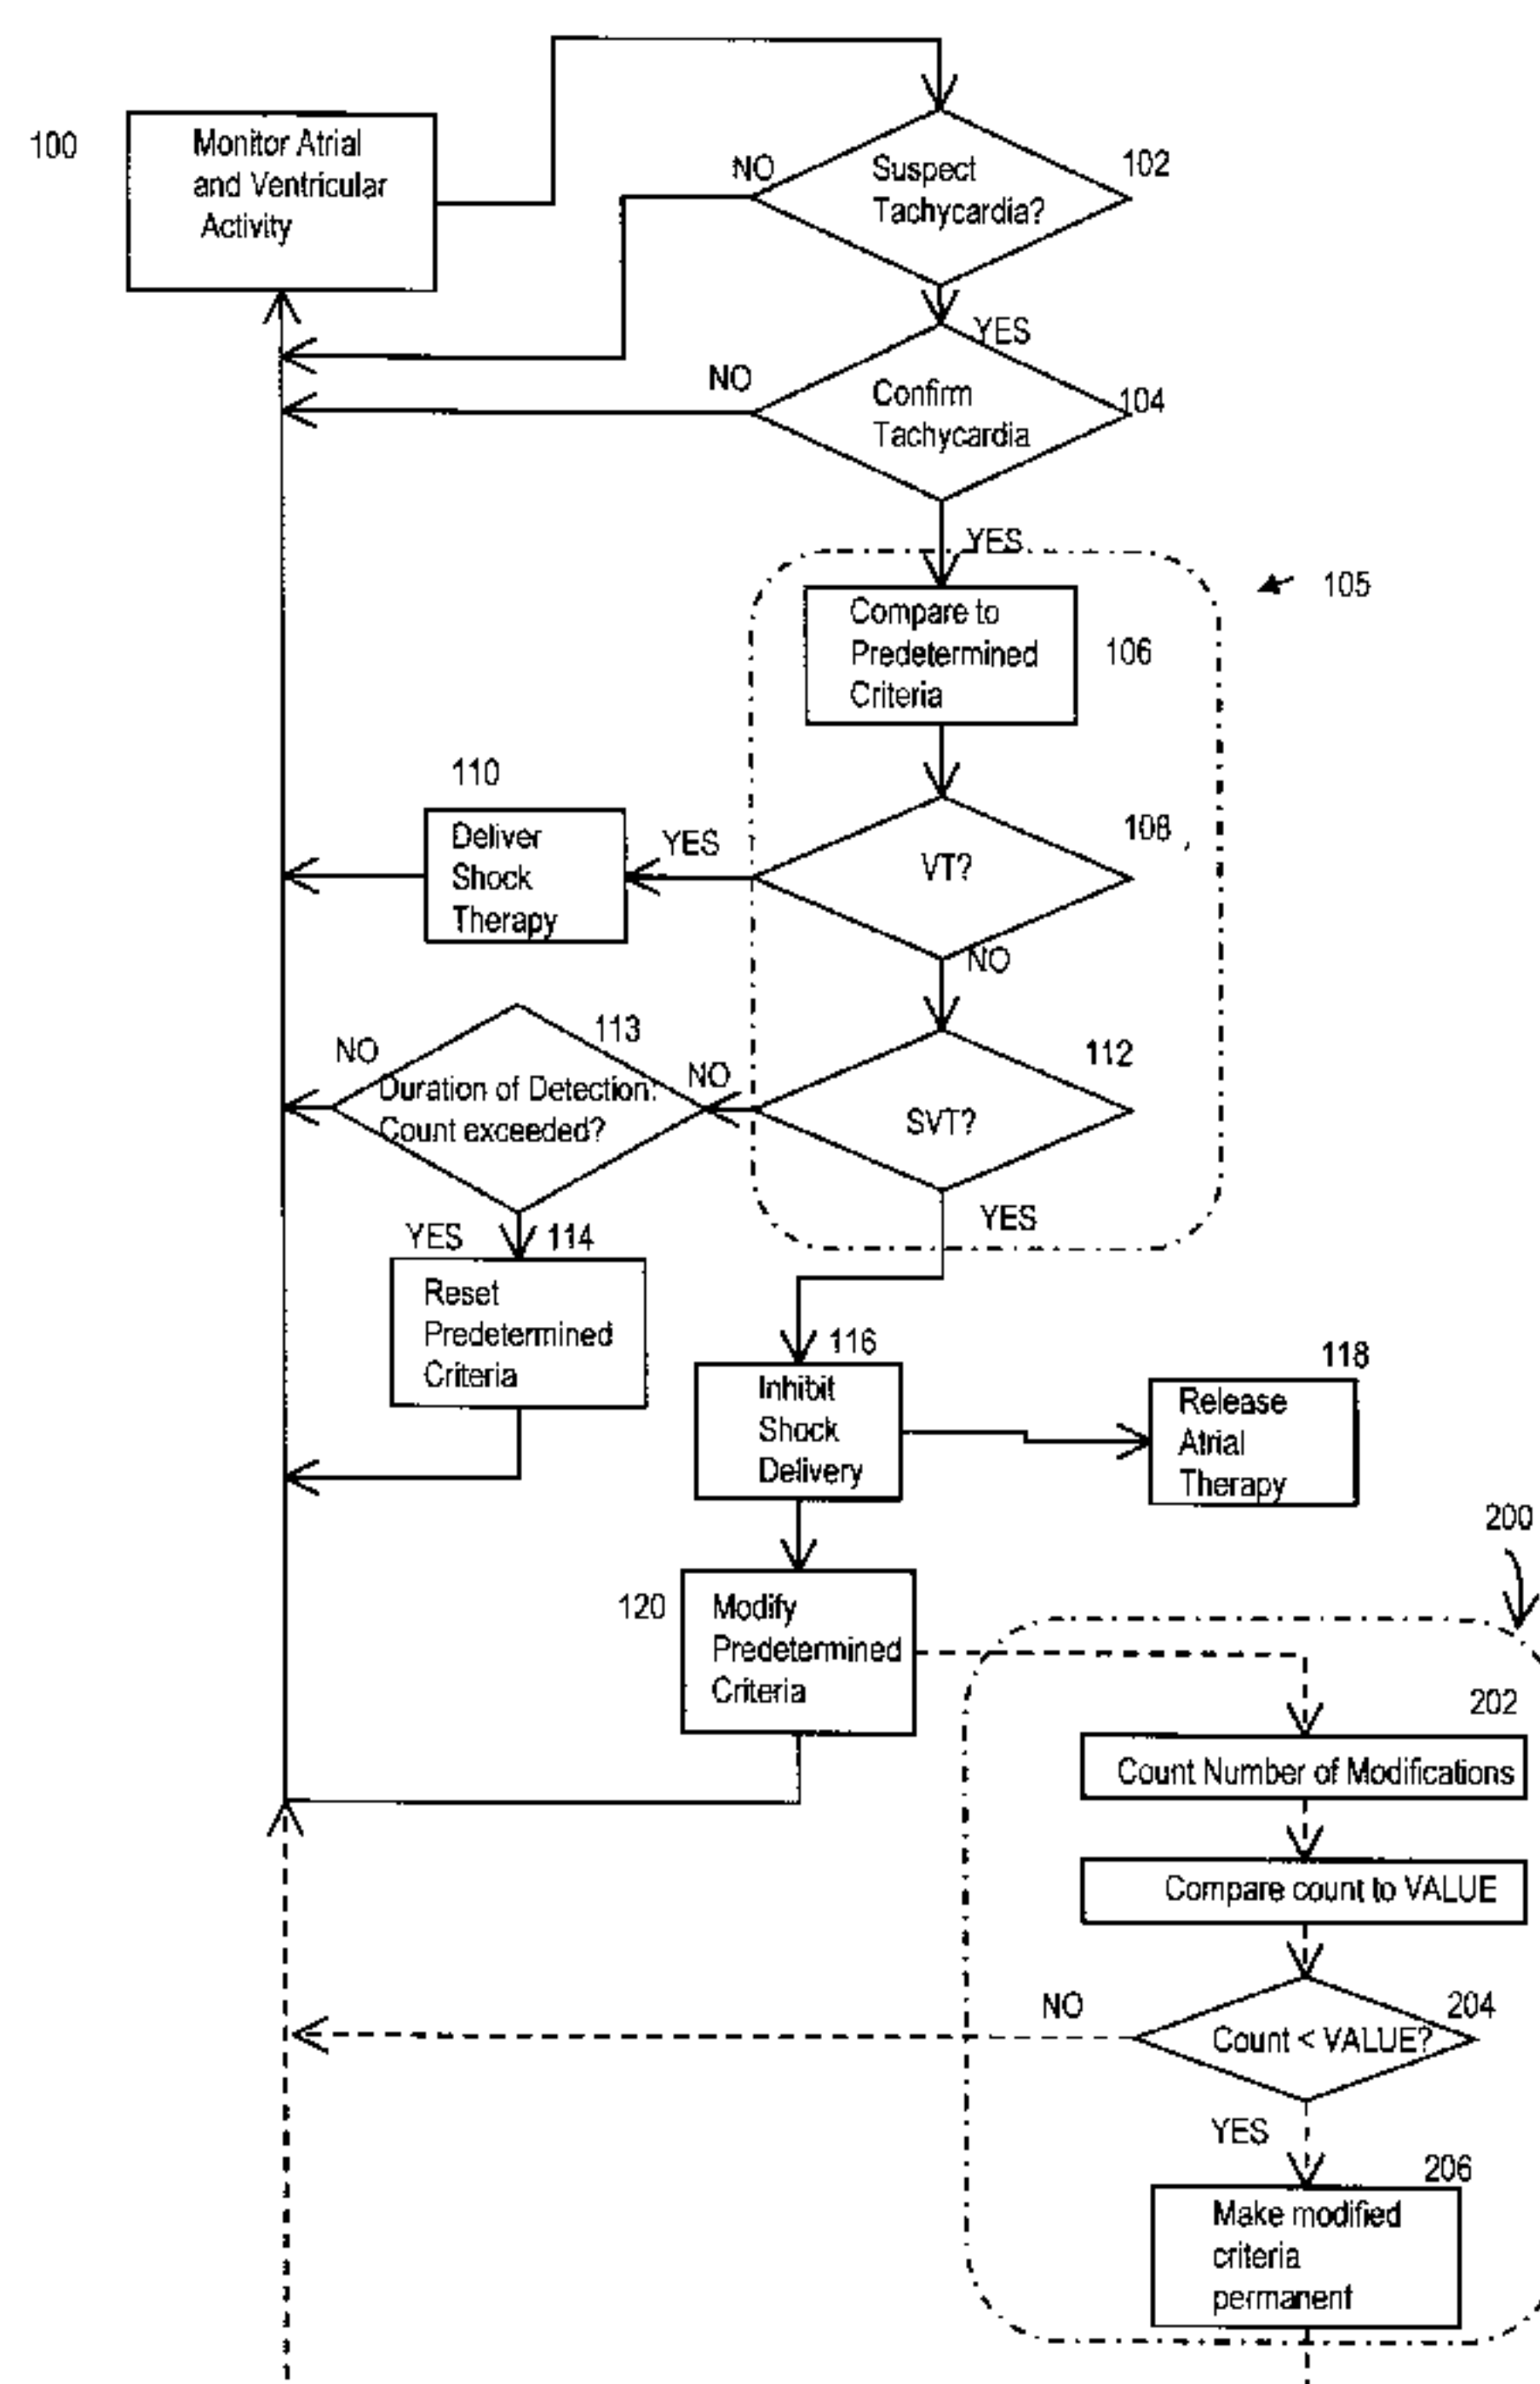 100
Monitor Atrial
and Ventricular
Activity
NO
Suspect
Tachycardia?
102
YES
NO
Confirm
Tachycardia
104
YES
105
Compare to
Predetermined
Criteria
106
110
Deliver
Shock
Therapy
YES
VT?
108
NO
NO
113
Duration of Detection
Count exceeded?
NO
SVT?
112
YES
YES
114
Reset
Predetermined
Criteria
116
Inhibit
Shock
Delivery
118
Release
Atrial
Therapy
200
120
Modify
Predetermined
Criteria
202
Count Number of Modifications
Compare count to VALUE
NO
204
Count < VALUE?
YES
206
Make modified
criteria
permanent